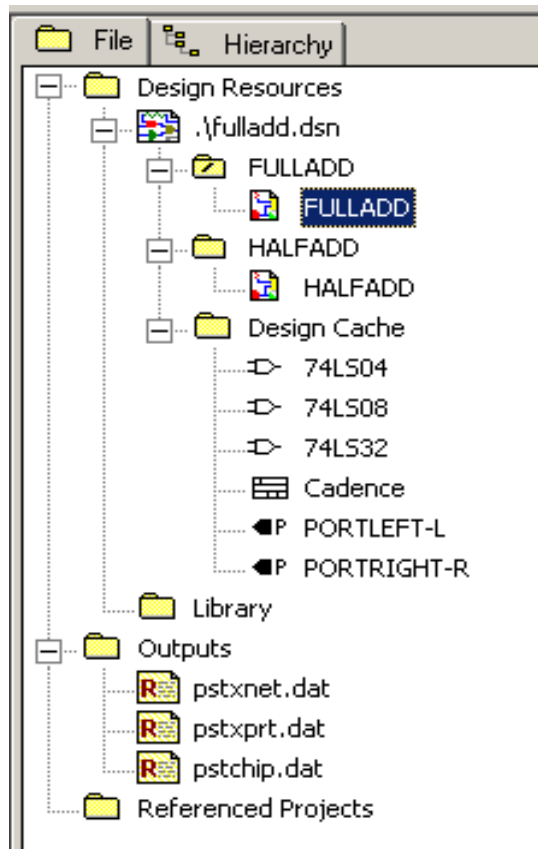 File Hierarchy
Design Resources
.\fulladd.dsn
FULLADD
FULLADD
HALFADD
HALFADD
Design Cache
74LS04
74LS08
74LS32
Cadence
P PORTLEFT-L
P PORTRIGHT-R
Library
Outputs
R pstxnet.dat
R pstxprt.dat
R pstchip.dat
Referenced Projects